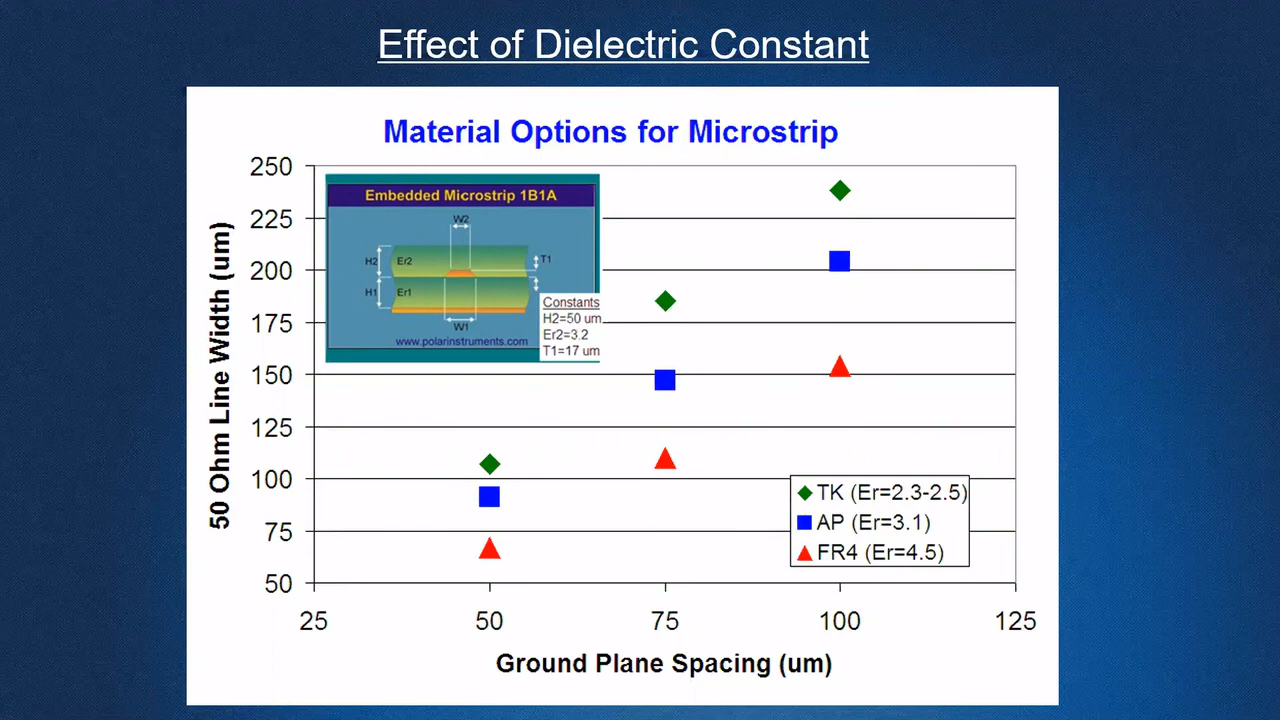 Effect of Dielectric Constant
Material Options for Microstrip
250
225
200
175
150
125
100
75
50
50 Ohm Line Width (um)
Embedded Microstrip 1B1A
W2
H2
Er2
T1
H1
Er1
W1
www.polarinstruments.com
Constants
H2=50 um
Er2=3.2
T1=17 um
TK (Er=2.3-2.5)
AP (Er=3.1)
FR4 (Er=4.5)
25 50 75 100 125
Ground Plane Spacing (um)